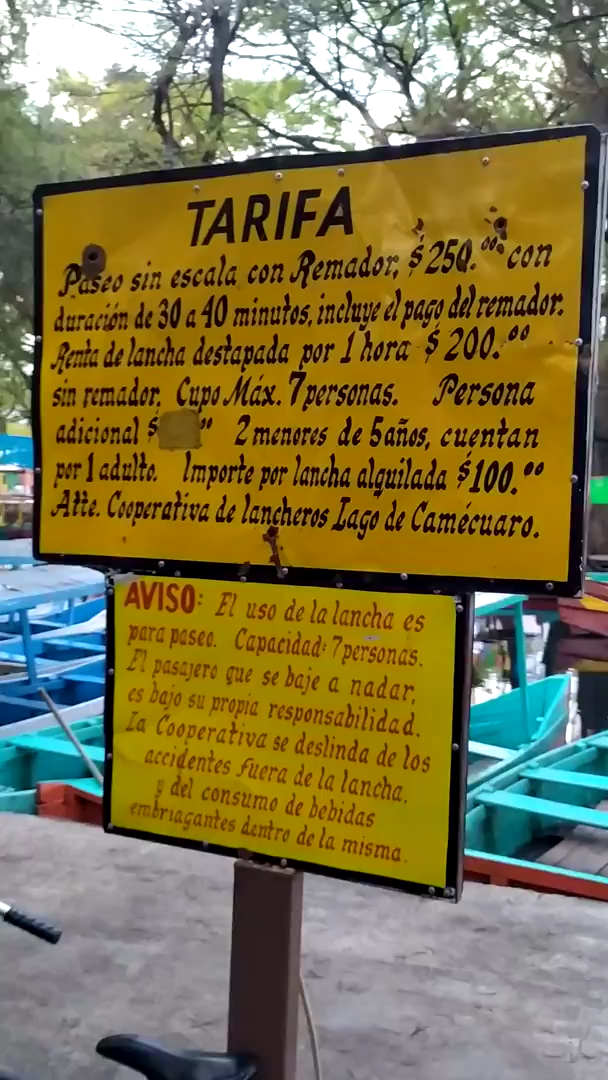 TARIFA
Paseo sin escala con Remador, $250.°° con
duración de 30 a 40 minutos, incluye el pago del remador.
Renta de lancha destapada por 1 hora $200.°°
sin remador. Cupo Máx. 7 personas. Persona
adicional $ °° 2 menores de 5 años, cuentan
por 1 adulto. Importe por lancha alquilada $100.°°
Atte. Cooperativa de lancheros Lago de Camécuaro.
AVISO: El uso de la lancha es
para paseo. Capacidad: 7 personas.
El pasajero que se baje a nadar,
es bajo su propia responsabilidad.
La Cooperativa se deslinda de los
accidentes fuera de la lancha,
y del consumo de bebidas
embriagantes dentro de la misma.